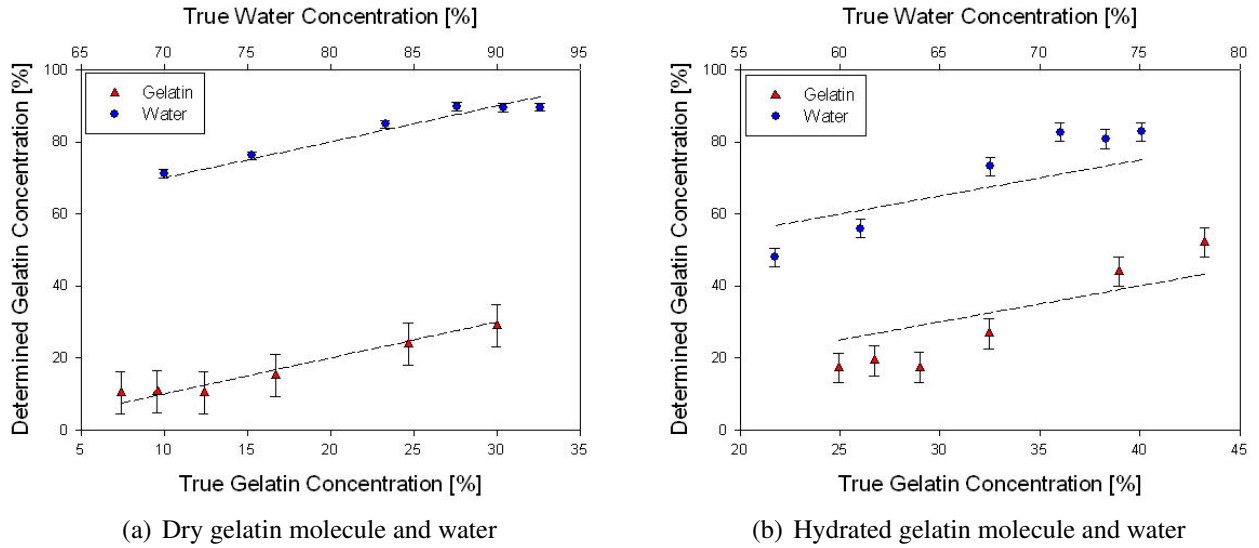 True Water Concentration [%]
65 70 75 80 85 90 95
Determined Gelatin Concentration [%]
100
80
60
40
20
0
Gelatin
Water
5 10 15 20 25 30 35
True Gelatin Concentration [%]
(a) Dry gelatin molecule and water
True Water Concentration [%]
55 60 65 70 75 80
Determined Gelatin Concentration [%]
100
80
60
40
20
0
Gelatin
Water
20 25 30 35 40 45
True Gelatin Concentration [%]
(b) Hydrated gelatin molecule and water